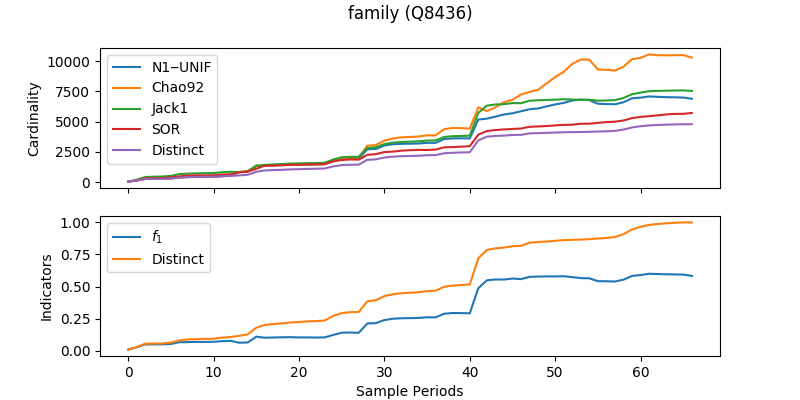 family (Q8436)
Cardinality
10000
7500
5000
2500
0
N1−UNIF
Chao92
Jack1
SOR
Distinct
Indicators
1.00
0.75
0.50
0.25
0.00
f1
Distinct
0 10 20 30 40 50 60
Sample Periods